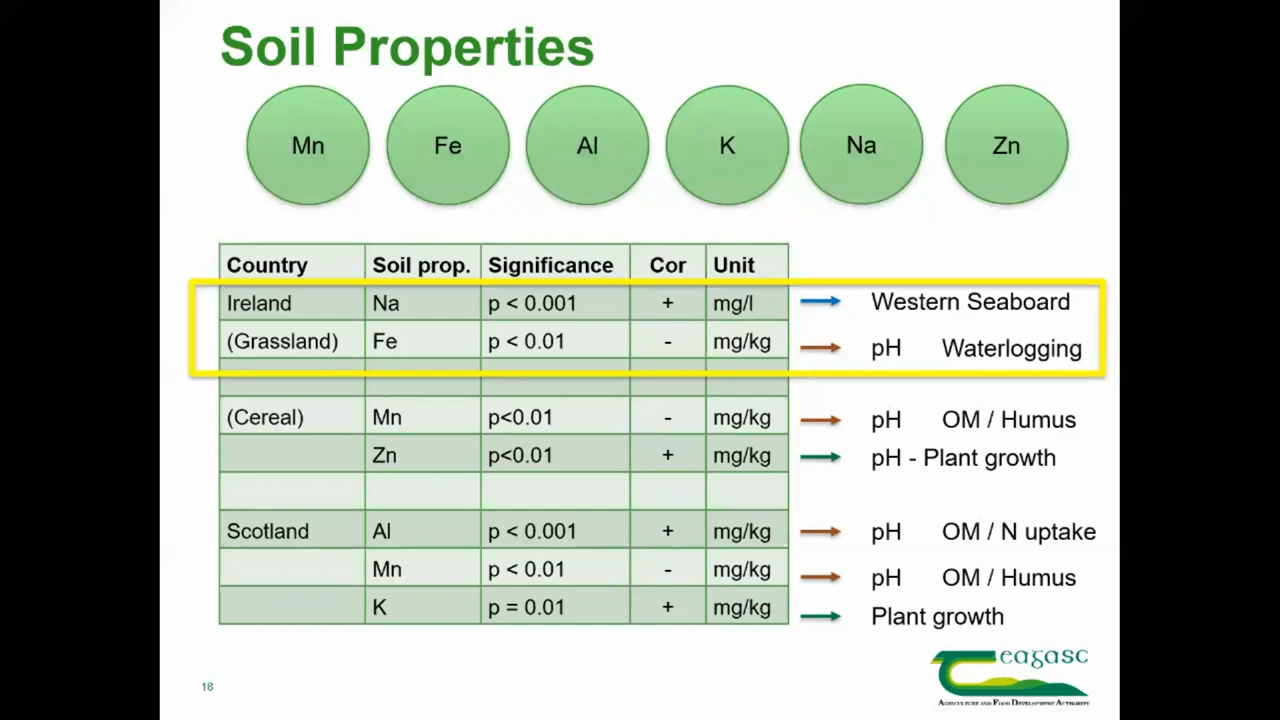 Soil Properties
Mn Fe Al K Na Zn
Country Soil prop. Significance Cor Unit
Ireland Na p < 0.001 + mg/l Western Seaboard
(Grassland) Fe p < 0.01 - mg/kg pH Waterlogging
(Cereal) Mn p<0.01 - mg/kg pH OM / Humus
Zn p<0.01 + mg/kg pH - Plant growth
Scotland Al p < 0.001 + mg/kg pH OM / N uptake
Mn p < 0.01 - mg/kg pH OM / Humus
K p = 0.01 + mg/kg Plant growth
eagasc
Agriculture and Food Development Authority
18